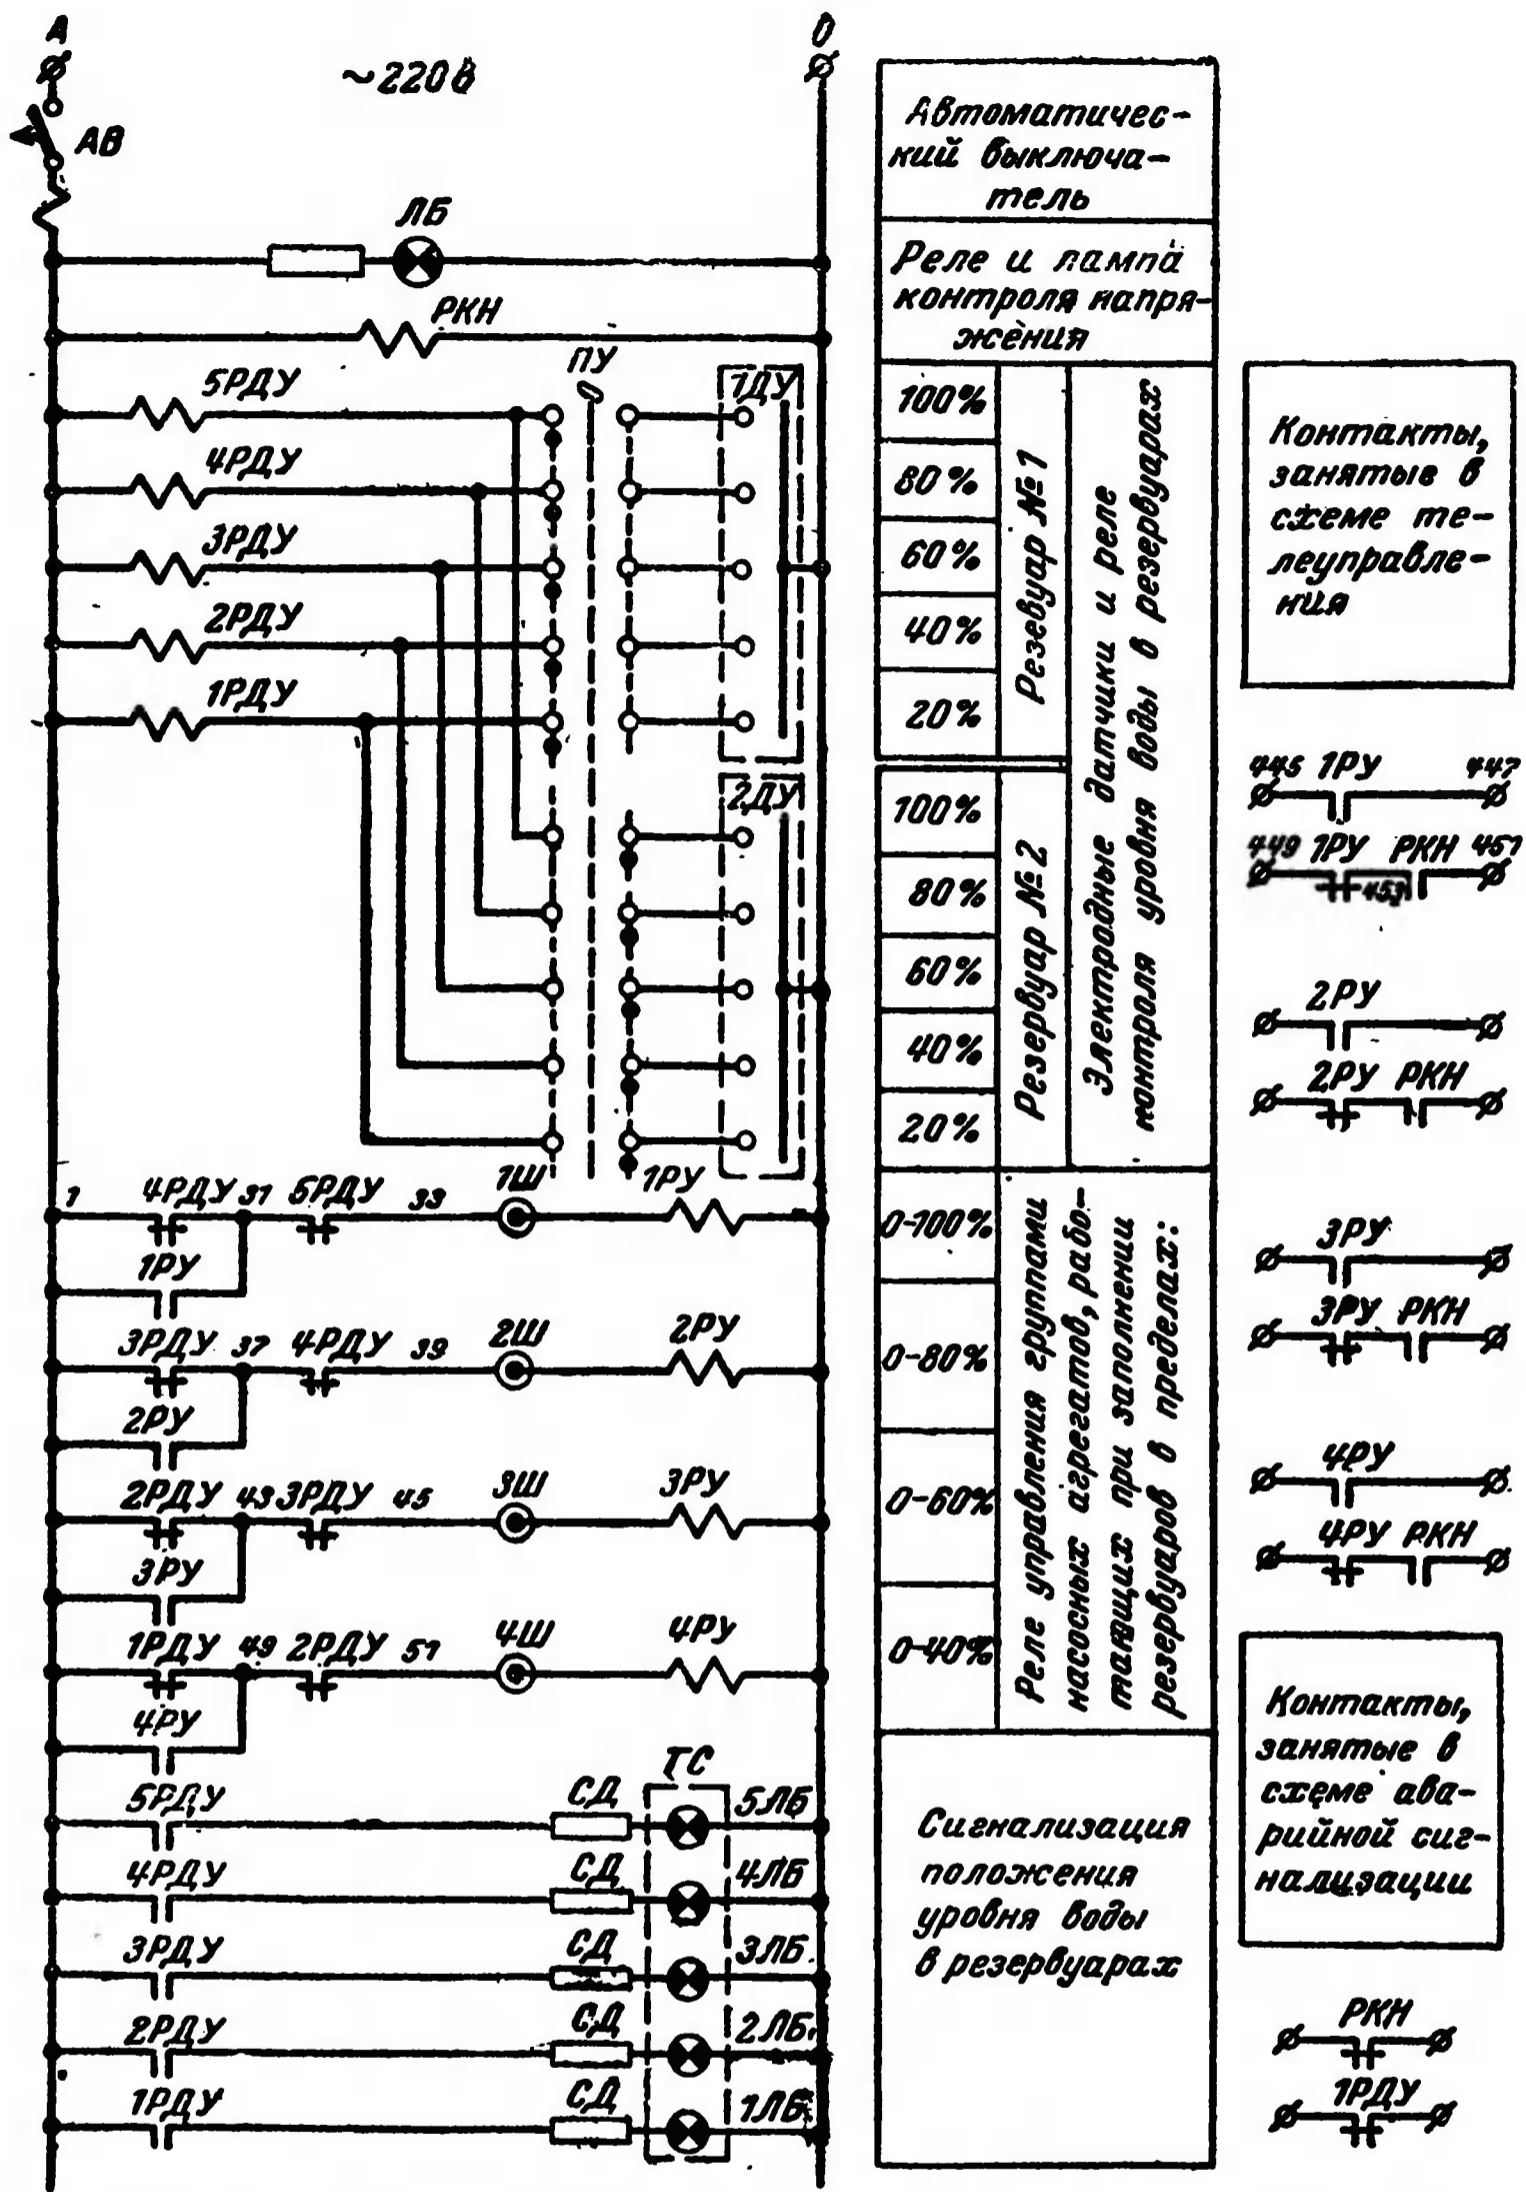 А
О
~220 В
АВ
ЛБ
РКН
5РДУ
ПУ
1ДУ
4РДУ
3РДУ
2РДУ
1РДУ
2ДУ
1
4РДУ
31
5РДУ
33
1Ш
1РУ
1РУ
3РДУ
37
4РДУ
39
2Ш
2РУ
2РУ
2РДУ
43
3РДУ
45
3Ш
3РУ
3РУ
1РДУ
49
2РДУ
51
4Ш
4РУ
4РУ
ТС
5РДУ
СД
5ЛБ
4РДУ
СД
4ЛБ
3РДУ
СД
3ЛБ
2РДУ
СД
2ЛБ
1РДУ
СД
1ЛБ
Автоматичес-
кий выключа-
тель
Реле и лампа
контроля напря-
жения
100%
80%
60%
40%
20%
Резевуар №1
100%
80%
60%
40%
20%
Резервуар №2
Электродные датчики и реле
контроля уровня воды в резервуарах
0-100%
0-80%
0-60%
0-40%
Реле управления группами
насосных агрегатов, рабо-
тающих при заполнении
резервуаров в пределах:
Сигнализация
положения
уровня воды
в резервуарах
Контакты,
занятые в
схеме те-
леуправле-
ния
445 1РУ 447
449 1РУ РКН 451
453
2РУ
2РУ РКН
3РУ
3РУ РКН
4РУ
4РУ РКН
Контакты,
занятые в
схеме ава-
рийной сиг-
нализации
РКН
1РДУ